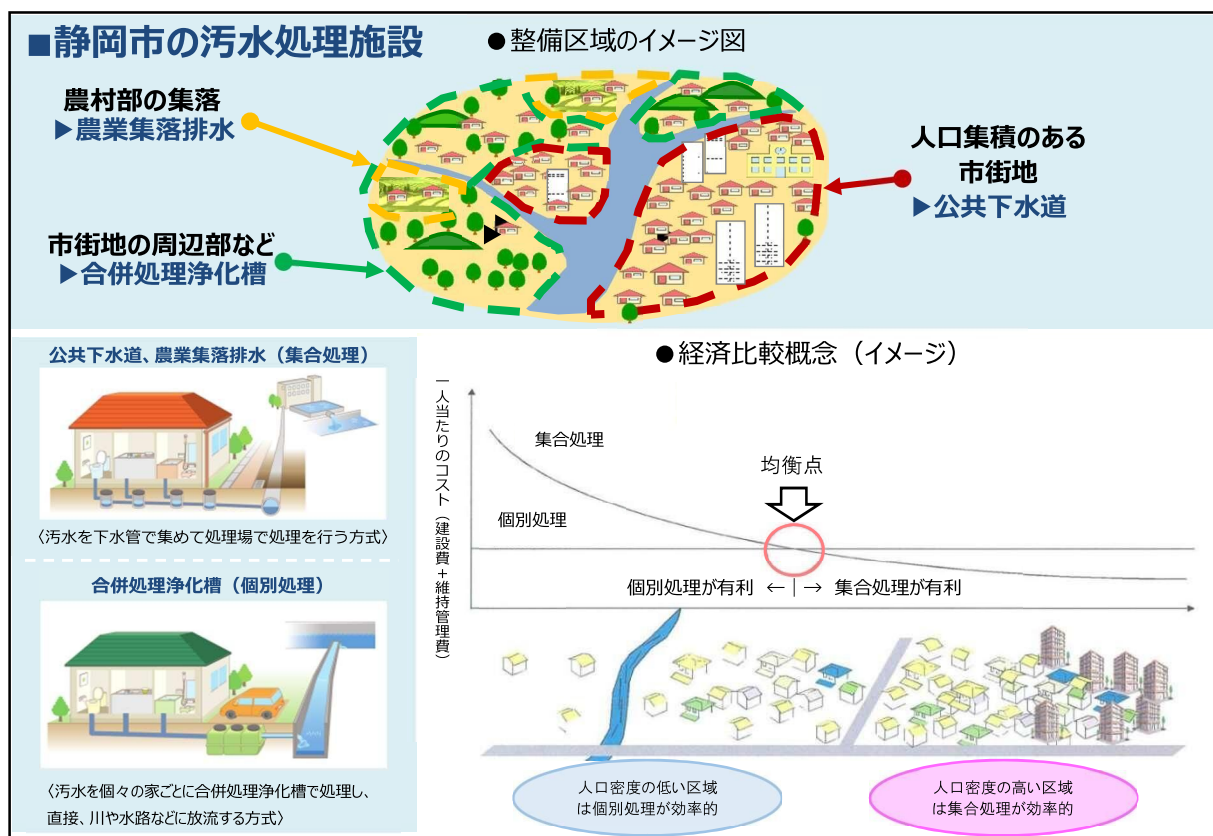 ■静岡市の汚水処理施設
●整備区域のイメージ図
農村部の集落
▶農業集落排水
市街地の周辺部など
▶合併処理浄化槽
人口集積のある
市街地
▶公共下水道
公共下水道、農業集落排水（集合処理）
〈汚水を下水管で集めて処理場で処理を行う方式〉
合併処理浄化槽（個別処理）
〈汚水を個々の家ごとに合併処理浄化槽で処理し、
直接、川や水路などに放流する方式〉
●経済比較概念（イメージ）
一人当たりのコスト（建設費＋維持管理費）
集合処理
均衡点
個別処理
個別処理が有利 ←｜→ 集合処理が有利
人口密度の低い区域
は個別処理が効率的
人口密度の高い区域
は集合処理が効率的